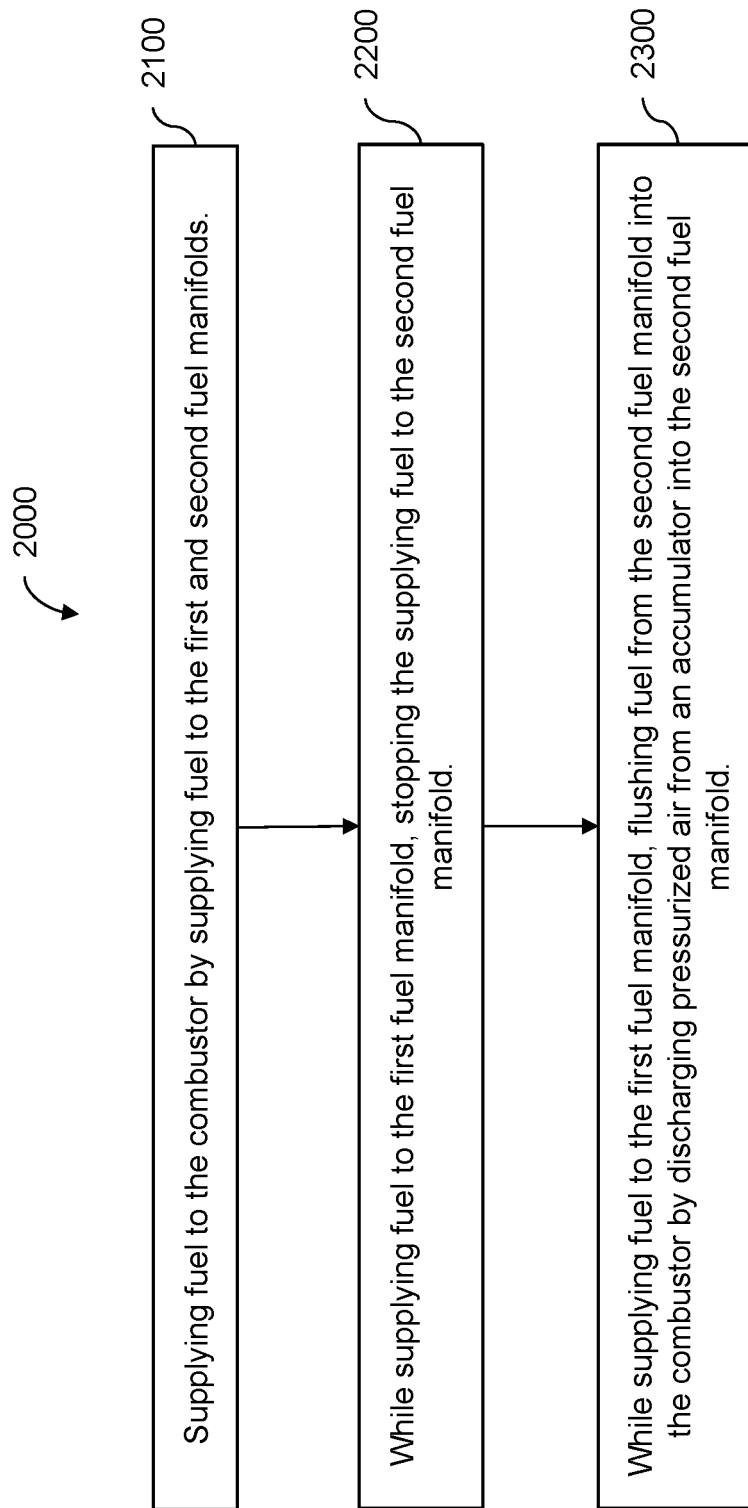 2000
2100
Supplying fuel to the combustor by supplying fuel to the first and second fuel manifolds.
2200
While supplying fuel to the first fuel manifold, stopping the supplying fuel to the second fuel
manifold.
2300
While supplying fuel to the first fuel manifold, flushing fuel from the second fuel manifold into
the combustor by discharging pressurized air from an accumulator into the second fuel
manifold.